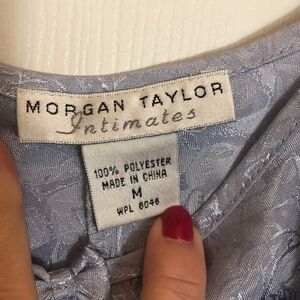 MORGAN TAYLOR
Intimates
100% POLYESTER
MADE IN CHINA
M
WPL 8046